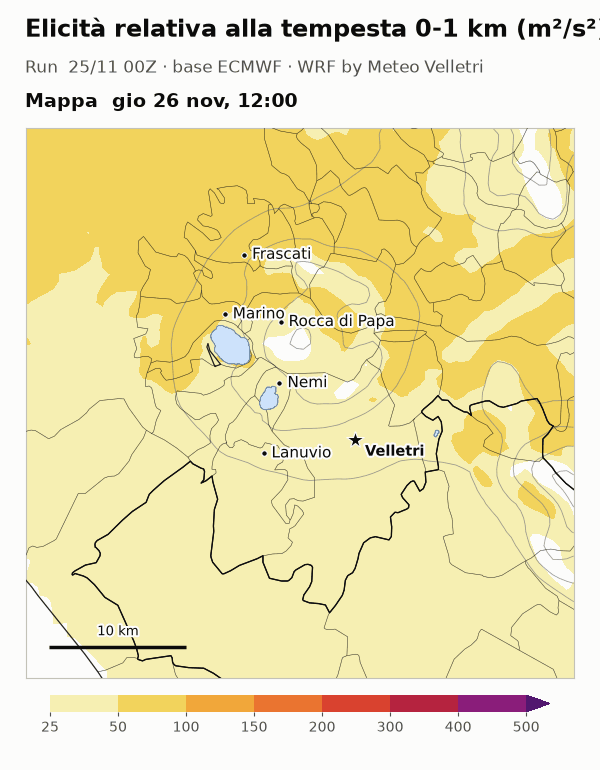 Elicità relativa alla tempesta 0-1 km (m²/s²)
Run  25/11 00Z · base ECMWF · WRF by Meteo Velletri
Mappa  gio 26 nov, 12:00
Frascati
Marino
Rocca di Papa
Nemi
Velletri
Lanuvio
10 km
25 50 100 150 200 300 400 500